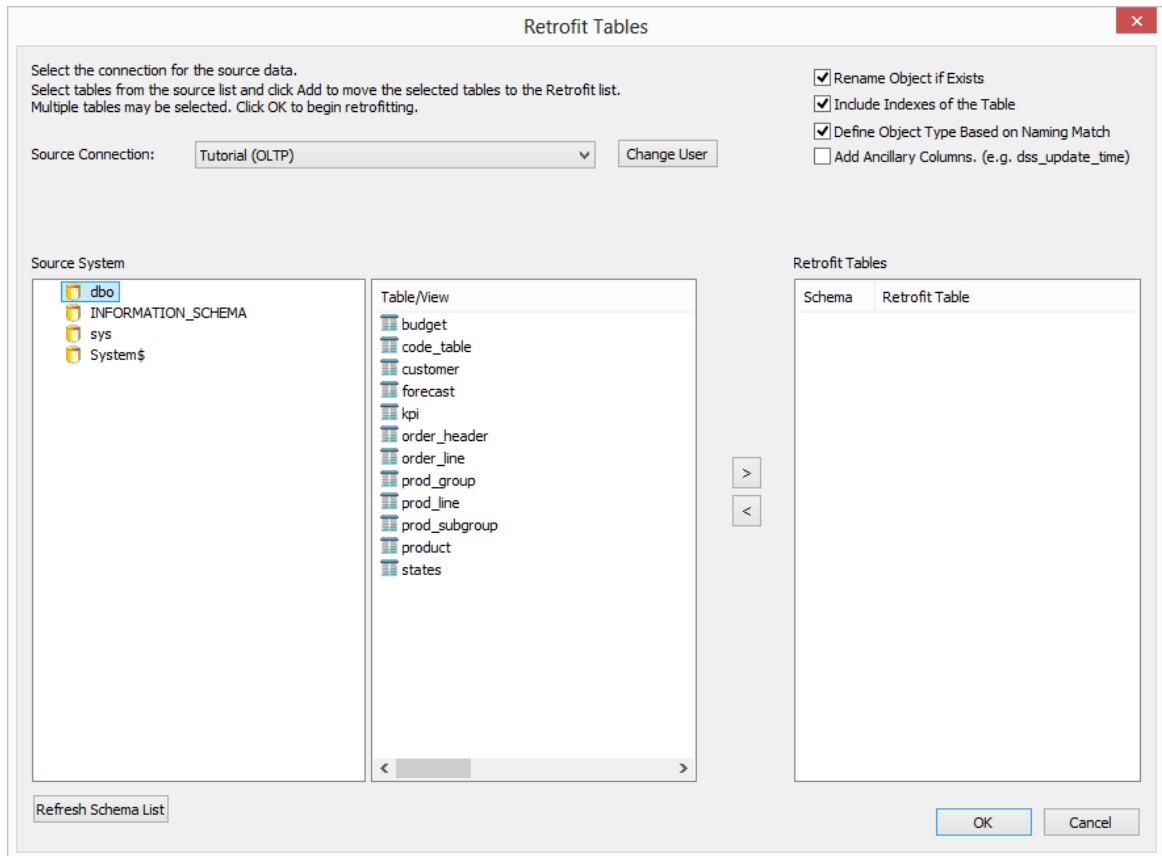 Retrofit Tables
Select the connection for the source data.
Select tables from the source list and click Add to move the selected tables to the Retrofit list.
Multiple tables may be selected. Click OK to begin retrofitting.
Rename Object if Exists
Include Indexes of the Table
Define Object Type Based on Naming Match
Add Ancillary Columns. (e.g. dss_update_time)
Source Connection:
Tutorial (OLTP)
Change User
Source System
dbo
INFORMATION_SCHEMA
sys
System$
Table/View
budget
code_table
customer
forecast
kpi
order_header
order_line
prod_group
prod_line
prod_subgroup
product
states
>
<
Retrofit Tables
Schema Retrofit Table
Refresh Schema List
OK
Cancel